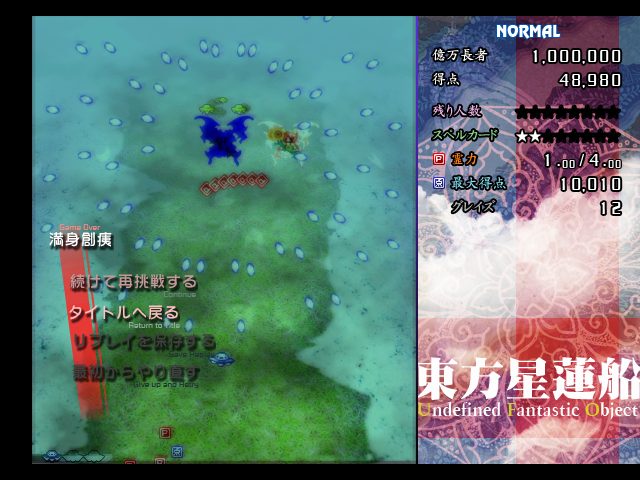 Game Over
満身創痍
続けて再挑戦する
Continue
タイトルへ戻る
Return to Title
リプレイを保存する
Save Replay
最初からやり直す
Give up and Retry
NORMAL
億万長者 1,000,000
得点 48,980
残り人数
スペルカード
P 霊力 1.00/4.00
点 最大得点 10,010
グレイズ 12
東方星蓮船
Undefined Fantastic Object